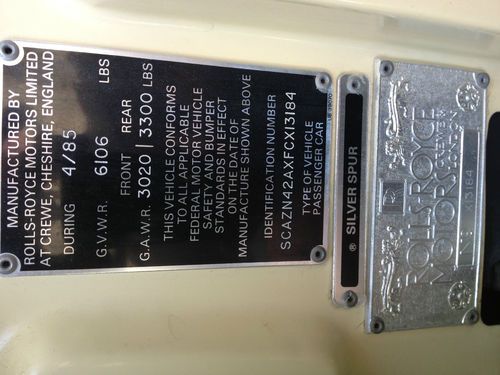 MANUFACTURED BY
ROLLS-ROYCE MOTORS LIMITED
AT CREWE, CHESHIRE, ENGLAND
DURING 4/85
G.V.W.R. 6106 LBS
FRONT REAR
G.A.W.R. 3020 | 3300 LBS
THIS VEHICLE CONFORMS
TO ALL APPLICABLE
FEDERAL MOTOR VEHICLE
SAFETY AND BUMPER
STANDARDS IN EFFECT
ON THE DATE OF
MANUFACTURE SHOWN ABOVE
IDENTIFICATION NUMBER
SCAZN42AXFCX13184
TYPE OF VEHICLE
PASSENGER CAR
® SILVER SPUR
ROLLS-ROYCE
MOTORS
CREWE &
LONDON
13184